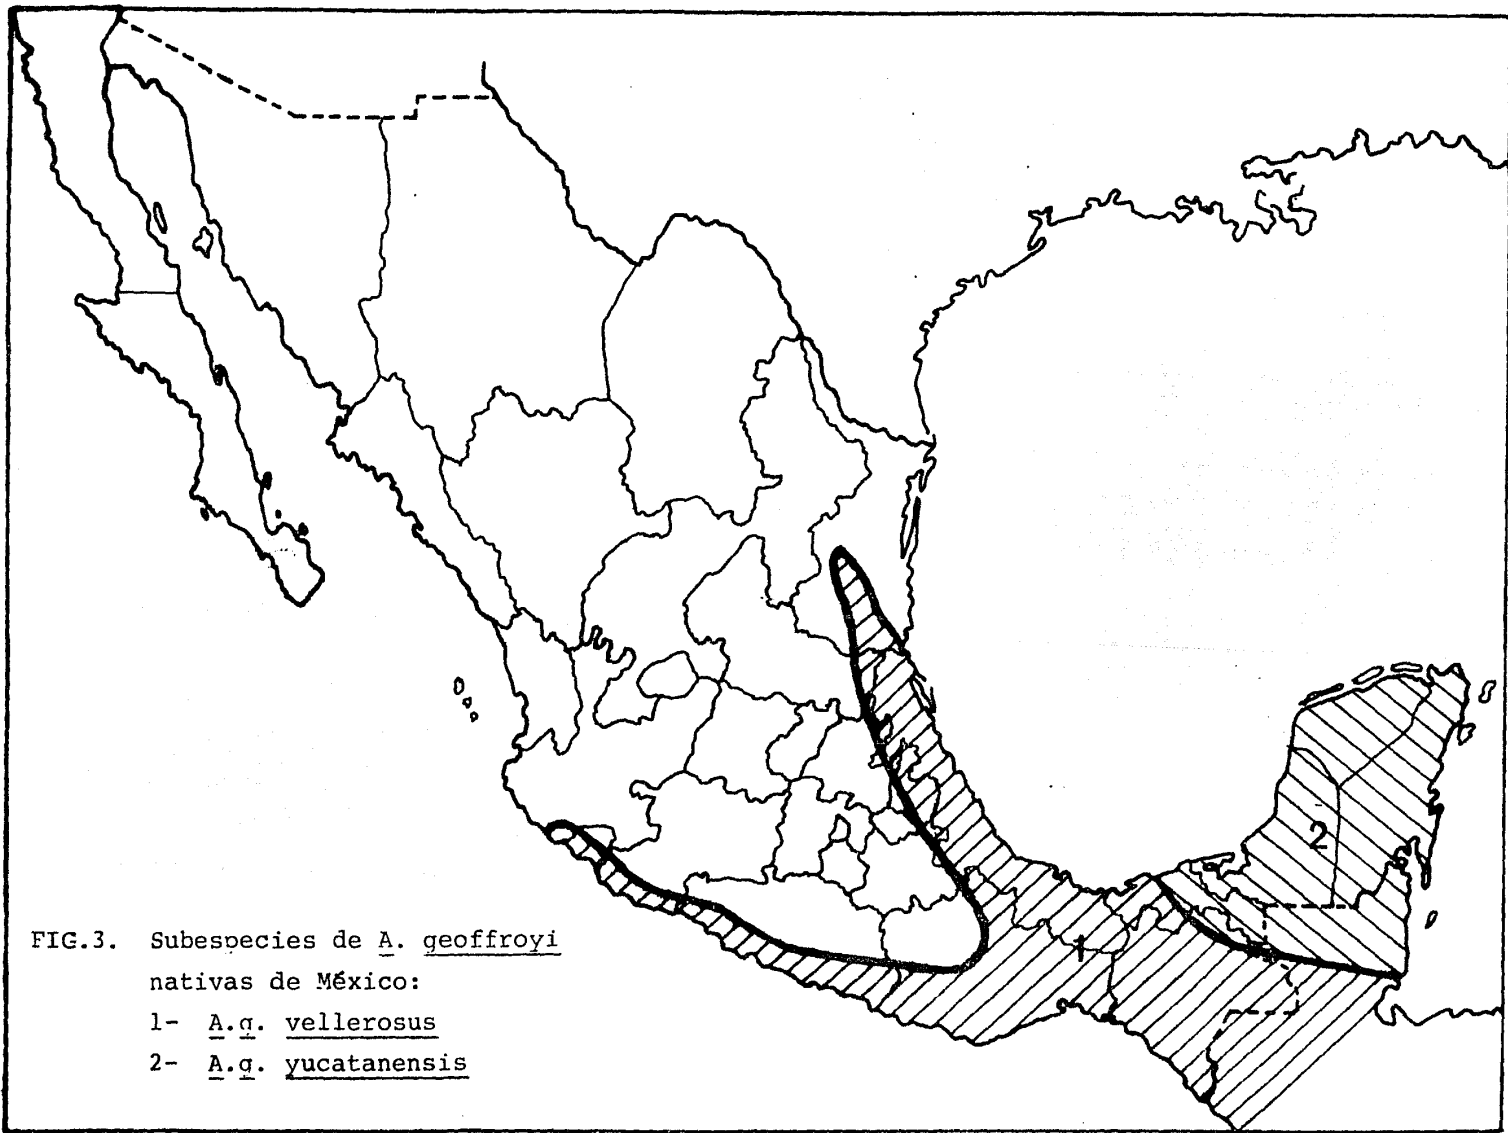 FIG.3. Subespecies de A. geoffroyi
nativas de México:
1- A.g. vellerosus
2- A.g. yucatanensis
1
2